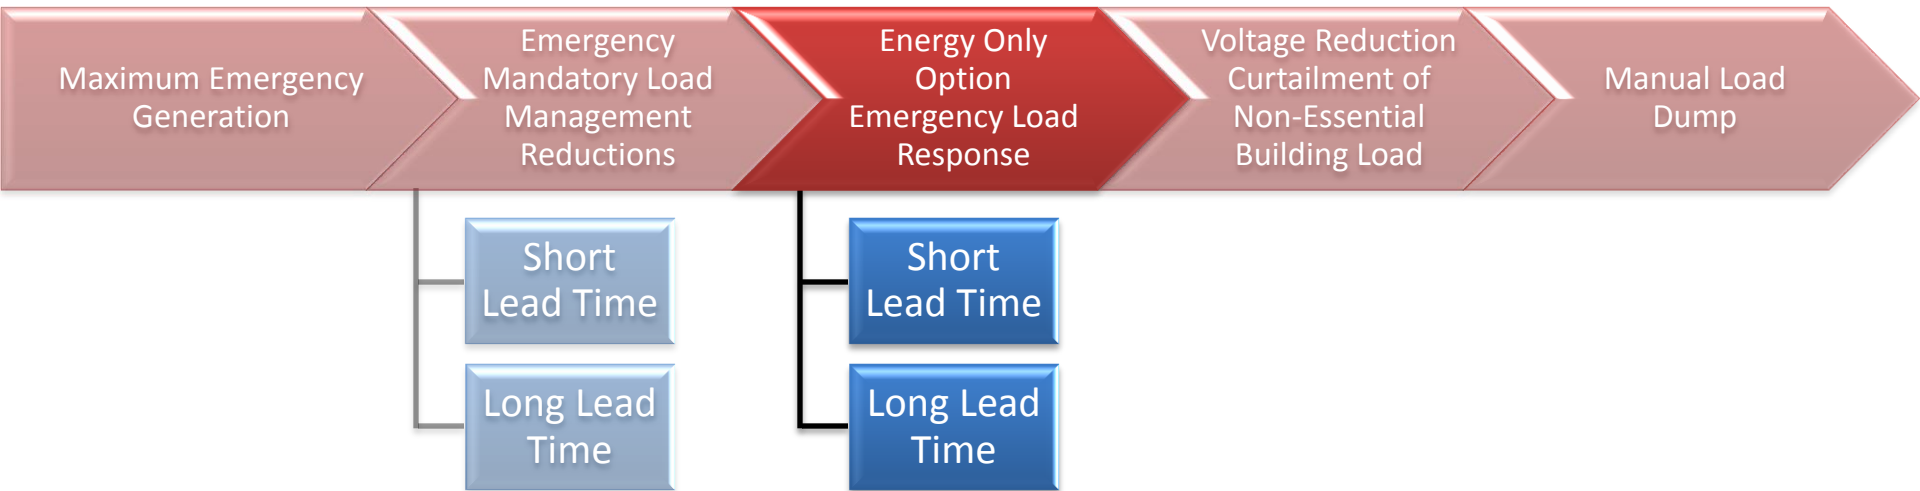 Maximum Emergency
Generation
Emergency
Mandatory Load
Management
Reductions
Energy Only
Option
Emergency Load
Response
Voltage Reduction
Curtailment of
Non-Essential
Building Load
Manual Load
Dump
Short
Lead Time
Long Lead
Time
Short
Lead Time
Long Lead
Time